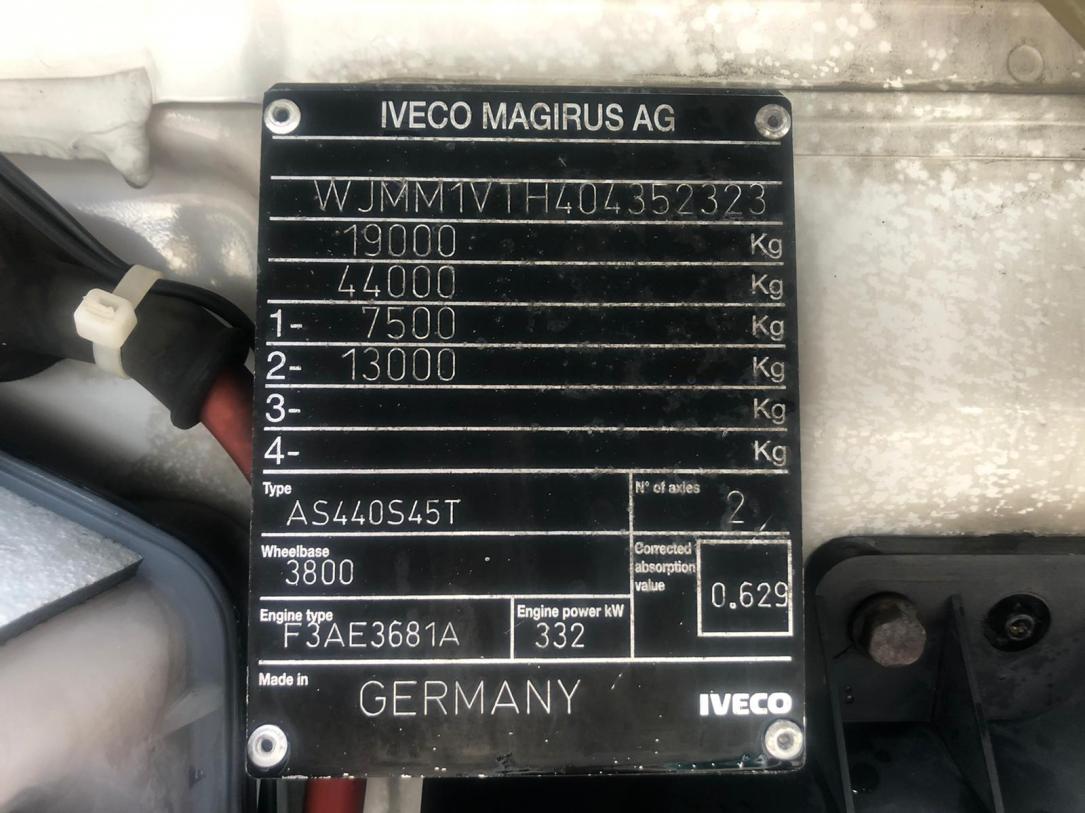 IVECO MAGIRUS AG
WJMM1VTH404352323
19000 Kg
44000 Kg
1- 7500 Kg
2- 13000 Kg
3- Kg
4- Kg
Type
AS440S45T
N° of axles
2
Wheelbase
3800
Corrected
absorption
value
0.629
Engine type
F3AE3681A
Engine power kW
332
Made in
GERMANY
IVECO